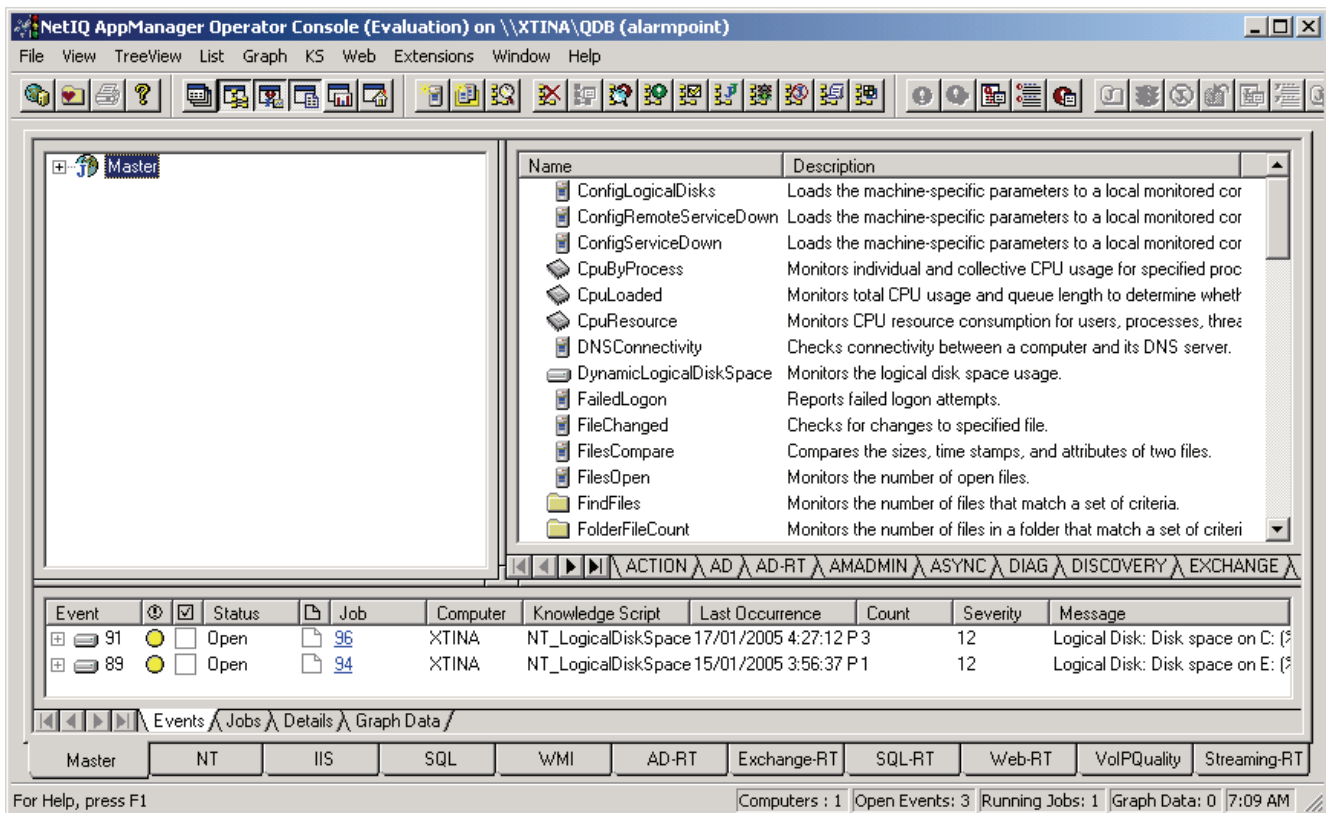 NetIQ AppManager Operator Console (Evaluation) on \\XTINA\QDB (alarmpoint)
File View TreeView List Graph KS Web Extensions Window Help
Master
Name Description
ConfigLogicalDisks Loads the machine-specific parameters to a local monitored cor
ConfigRemoteServiceDown Loads the machine-specific parameters to a local monitored cor
ConfigServiceDown Loads the machine-specific parameters to a local monitored cor
CpuByProcess Monitors individual and collective CPU usage for specified proc
CpuLoaded Monitors total CPU usage and queue length to determine wheth
CpuResource Monitors CPU resource consumption for users, processes, threa
DNSConnectivity Checks connectivity between a computer and its DNS server.
DynamicLogicalDiskSpace Monitors the logical disk space usage.
FailedLogon Reports failed logon attempts.
FileChanged Checks for changes to specified file.
FilesCompare Compares the sizes, time stamps, and attributes of two files.
FilesOpen Monitors the number of open files.
FindFiles Monitors the number of files that match a set of criteria.
FolderFileCount Monitors the number of files in a folder that match a set of criteri
ACTION AD AD-RT AMADMIN ASYNC DIAG DISCOVERY EXCHANGE
Event Status Job Computer Knowledge Script Last Occurrence Count Severity Message
91 Open 96 XTINA NT_LogicalDiskSpace 17/01/2005 4:27:12 P 3 12 Logical Disk: Disk space on C: (%
89 Open 94 XTINA NT_LogicalDiskSpace 15/01/2005 3:56:37 P 1 12 Logical Disk: Disk space on E: (%
Events Jobs Details Graph Data
Master NT IIS SQL WMI AD-RT Exchange-RT SQL-RT Web-RT VoIPQuality Streaming-RT
For Help, press F1 Computers : 1 Open Events: 3 Running Jobs: 1 Graph Data: 0 7:09 AM